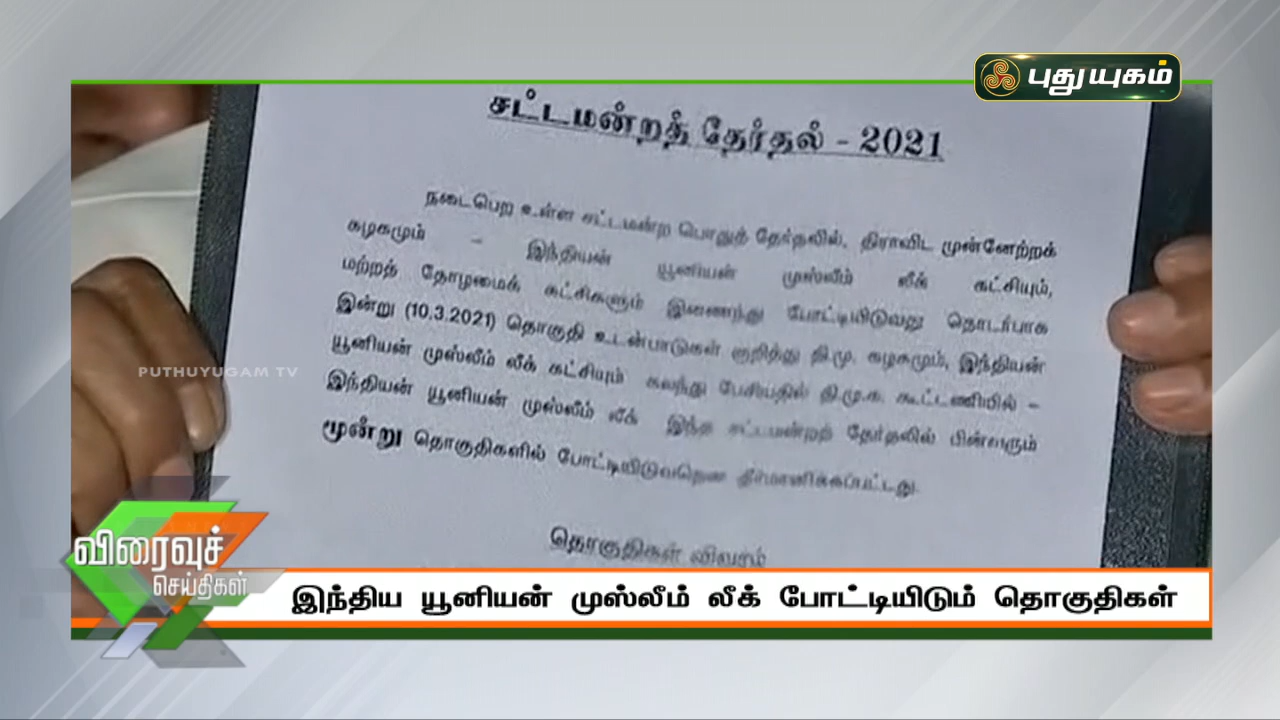 புதுயுகம்
சட்டமன்றத் தேர்தல் - 2021
நடைபெற உள்ள சட்டமன்ற பொதுத் தேர்தலில், திராவிட முன்னேற்றக்
கழகமும் - இந்தியன் யூனியன் முஸ்லீம் லீக் கட்சியும்,
மற்றத் தோழமைக் கட்சிகளும் இணைந்து போட்டியிடுவது தொடர்பாக
இன்று (10.3.2021) தொகுதி உடன்பாடுகள் குறித்து தி.மு. கழகமும், இந்தியன்
யூனியன் முஸ்லீம் லீக் கட்சியும் கலந்து பேசியதில் தி.மு.க. கூட்டணியில் -
இந்தியன் யூனியன் முஸ்லீம் லீக் இந்த சட்டமன்றத் தேர்தலில் பின்வரும்
மூன்று தொகுதிகளில் போட்டியிடுவதென தீர்மானிக்கப்பட்டது.
தொகுதிகள் விவரம்
PUTHUYUGAM TV
விரைவுச்
செய்திகள்
இந்திய யூனியன் முஸ்லீம் லீக் போட்டியிடும் தொகுதிகள்